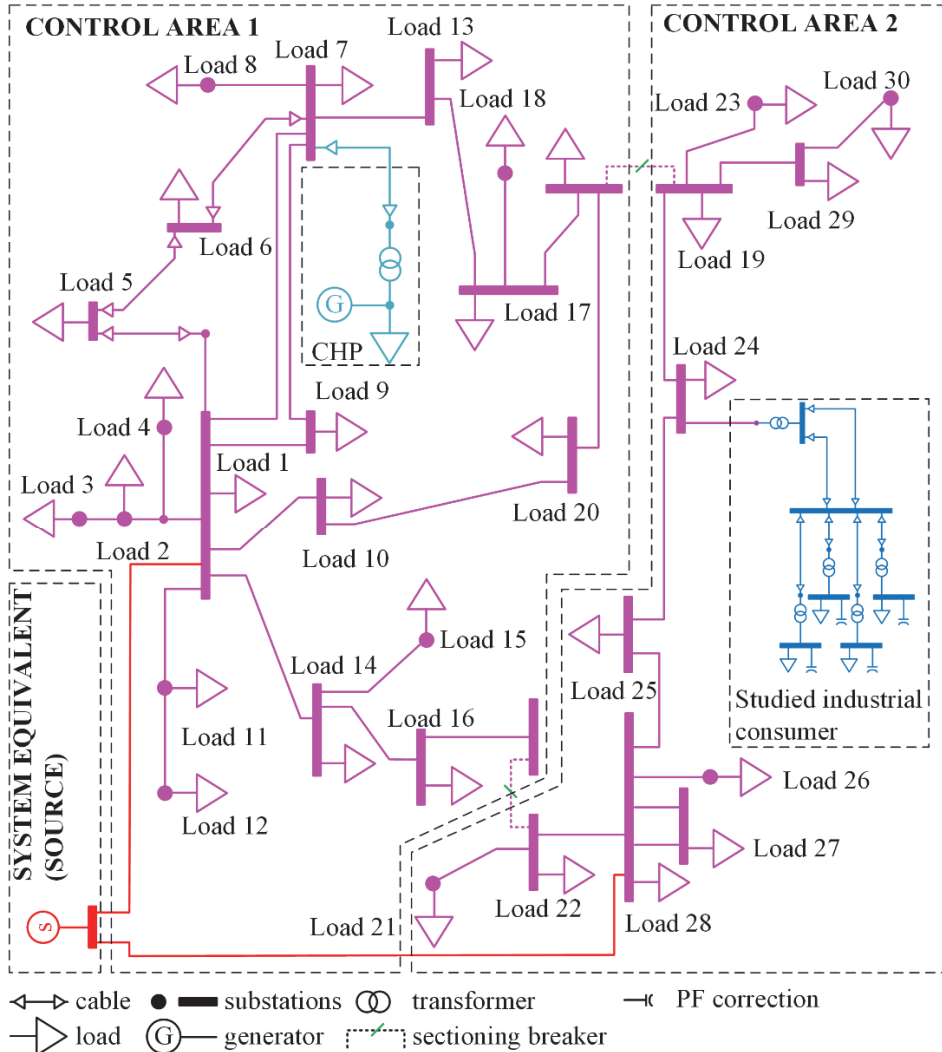 CONTROL AREA 1
CONTROL AREA 2
Load 7
Load 13
Load 8
Load 18
Load 23
Load 30
Load 6
Load 29
Load 19
Load 5
Load 17
G
CHP
Load 24
Load 9
Load 4
Load 1
Load 3
Load 20
Load 2
Load 10
Load 15
Load 14
Load 25
Load 16
Studied industrial
consumer
Load 11
Load 26
Load 12
Load 27
Load 22
Load 21
Load 28
SYSTEM EQUIVALENT
(SOURCE)
S
cable
substations
transformer
PF correction
load
G
generator
sectioning breaker